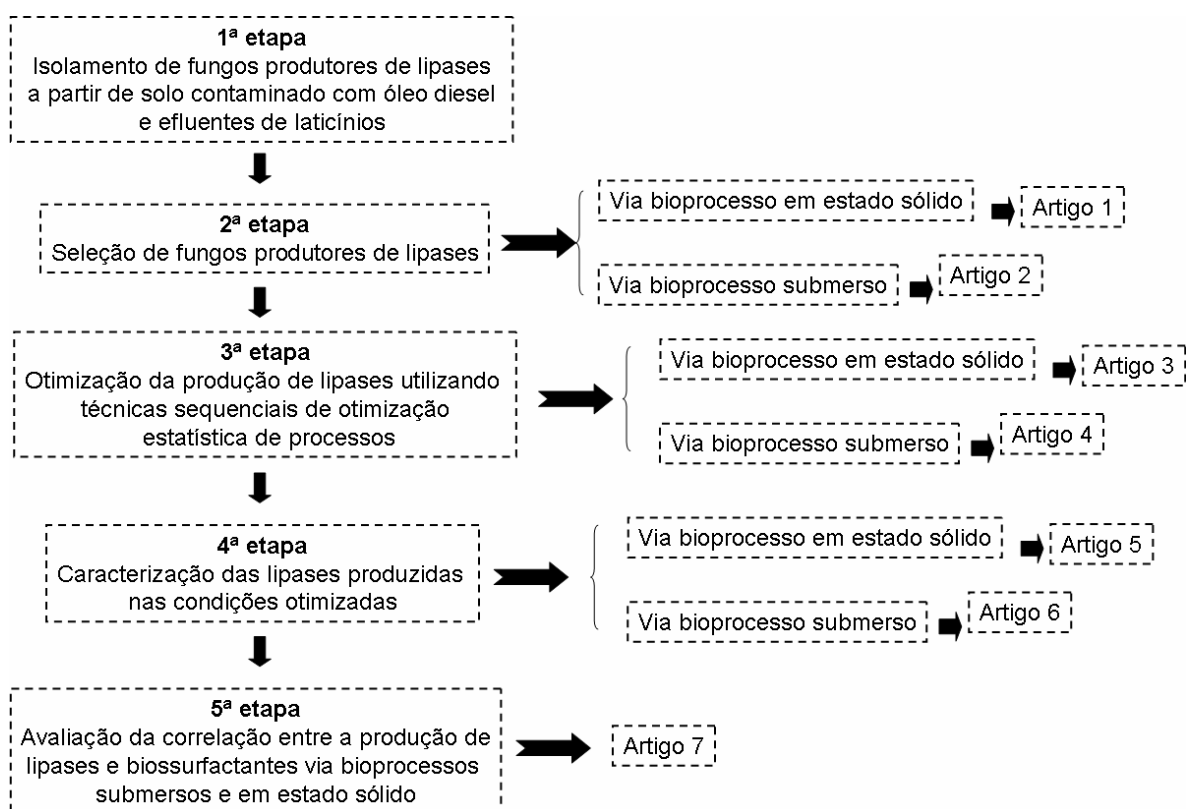 1ª etapa
Isolamento de fungos produtores de lipases
a partir de solo contaminado com óleo diesel
e efluentes de laticínios
2ª etapa
Seleção de fungos produtores de lipases
Via bioprocesso em estado sólido
Artigo 1
Via bioprocesso submerso
Artigo 2
3ª etapa
Otimização da produção de lipases utilizando
técnicas sequenciais de otimização
estatística de processos
Via bioprocesso em estado sólido
Artigo 3
Via bioprocesso submerso
Artigo 4
4ª etapa
Caracterização das lipases produzidas
nas condições otimizadas
Via bioprocesso em estado sólido
Artigo 5
Via bioprocesso submerso
Artigo 6
5ª etapa
Avaliação da correlação entre a produção de
lipases e biossurfactantes via bioprocessos
submersos e em estado sólido
Artigo 7